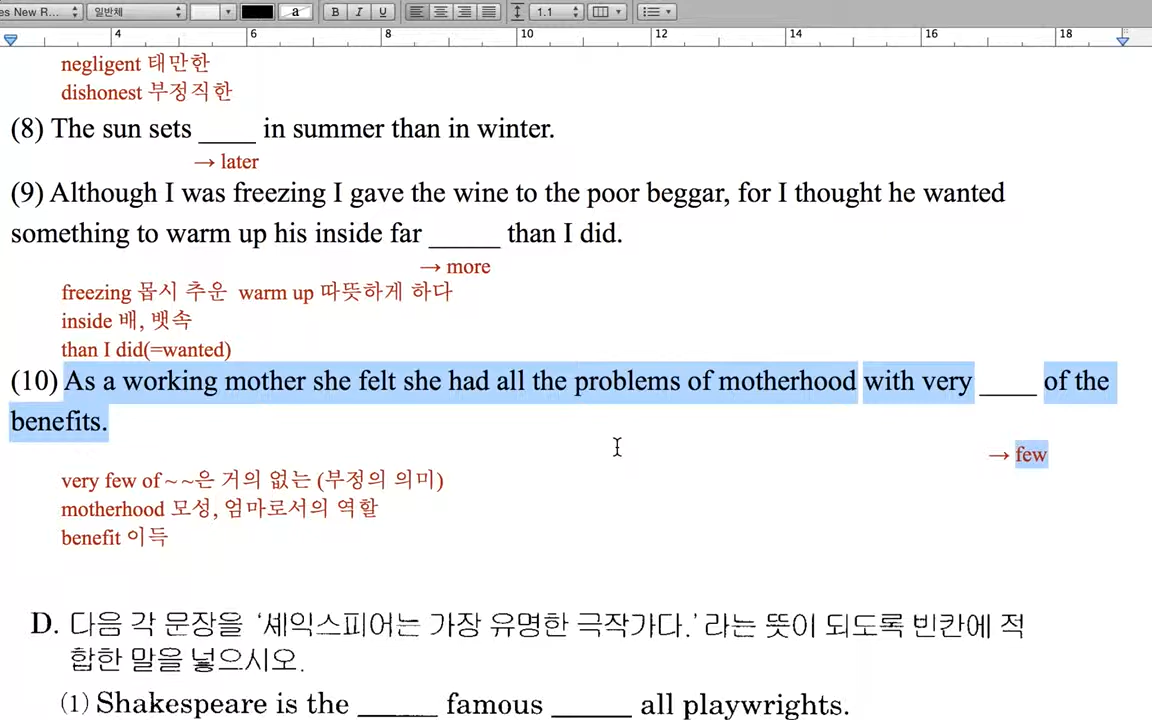 es New R... 일반체 a B I U 1.1
4 6 8 10 12 14 16 18
negligent 태만한
dishonest 부정직한
(8) The sun sets ____ in summer than in winter.
→ later
(9) Although I was freezing I gave the wine to the poor beggar, for I thought he wanted
something to warm up his inside far _____ than I did.
→ more
freezing 몹시 추운 warm up 따뜻하게 하다
inside 배, 뱃속
than I did(=wanted)
(10) As a working mother she felt she had all the problems of motherhood with very ____ of the
benefits.
→ few
very few of ~ ~은 거의 없는 (부정의 의미)
motherhood 모성, 엄마로서의 역할
benefit 이득
D. 다음 각 문장을 ‘셰익스피어는 가장 유명한 극작가다.’ 라는 뜻이 되도록 빈칸에 적
합한 말을 넣으시오.
(1) Shakespeare is the _____ famous _____ all playwrights.